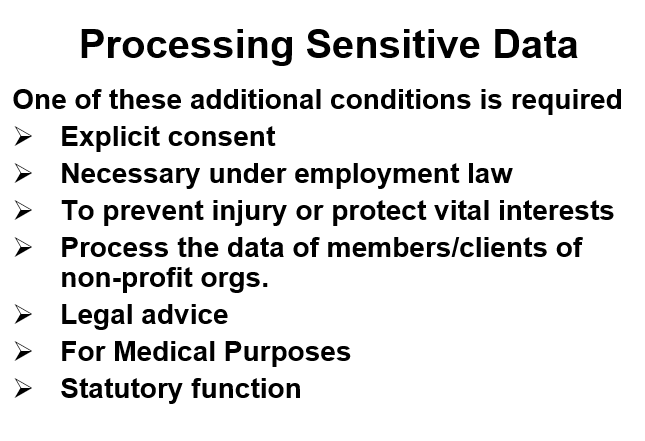 Processing Sensitive Data
One of these additional conditions is required
➢ Explicit consent
➢ Necessary under employment law
➢ To prevent injury or protect vital interests
➢ Process the data of members/clients of
non-profit orgs.
➢ Legal advice
➢ For Medical Purposes
➢ Statutory function